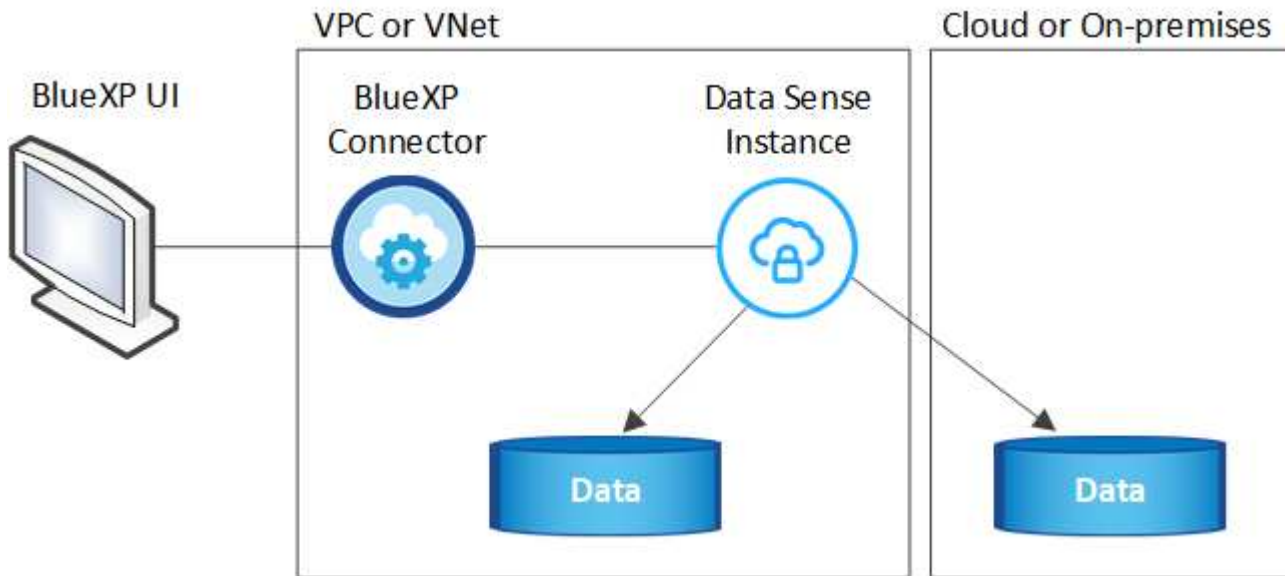 VPC or VNet
Cloud or On-premises
BlueXP UI
BlueXP
Connector
Data Sense
Instance
Data
Data